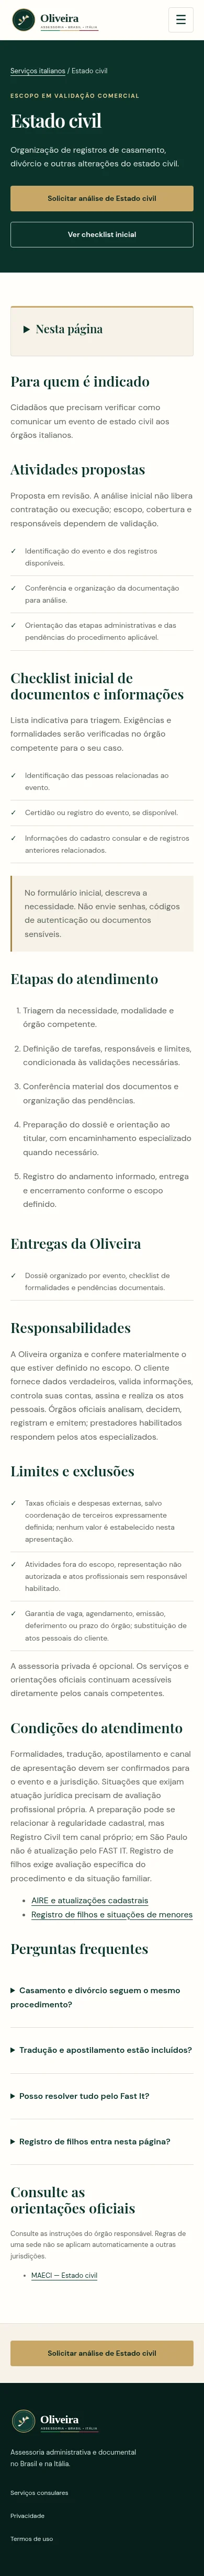 Oliveira
ASSESSORIA & SERVIÇOS BRASIL • ITÁLIA
☰
Serviços italianos / Estado civil
ESCOPO EM VALIDAÇÃO COMERCIAL
Estado civil
Organização de registros de casamento,
divórcio e outras alterações do estado civil.
Solicitar análise de Estado civil
Ver checklist inicial
Nesta página
Para quem é indicado
Cidadãos que precisam verificar como
comunicar um evento de estado civil aos
órgãos italianos.
Atividades propostas
Proposta em revisão. A análise inicial não libera
contratação ou execução; escopo, cobertura e
responsáveis dependem de validação.
✓ Identificação do evento e dos registros
disponíveis.
✓ Conferência e organização da documentação
para análise.
✓ Orientação das etapas administrativas e das
pendências do procedimento aplicável.
Checklist inicial de
documentos e informações
Lista indicativa para triagem. Exigências e
formalidades serão verificadas no órgão
competente para o seu caso.
✓ Identificação das pessoas relacionadas ao
evento.
✓ Certidão ou registro do evento, se disponível.
✓ Informações do cadastro consular e de registros
anteriores relacionados.
No formulário inicial, descreva a
necessidade. Não envie senhas, códigos
de autenticação ou documentos
sensíveis.
Etapas do atendimento
1. Triagem da necessidade, modalidade e
órgão competente.
2. Definição de tarefas, responsáveis e limites,
condicionada às validações necessárias.
3. Conferência material dos documentos e
organização das pendências.
4. Preparação do dossiê e orientação ao
titular, com encaminhamento especializado
quando necessário.
5. Registro do andamento informado, entrega
e encerramento conforme o escopo
definido.
Entregas da Oliveira
✓ Dossiê organizado por evento, checklist de
formalidades e pendências documentais.
Responsabilidades
A Oliveira organiza e confere materialmente o
que estiver definido no escopo. O cliente
fornece dados verdadeiros, valida informações,
controla suas contas, assina e realiza os atos
pessoais. Órgãos oficiais analisam, decidem,
registram e emitem; prestadores habilitados
respondem pelos atos especializados.
Limites e exclusões
✓ Taxas oficiais e despesas externas, salvo
coordenação de terceiros expressamente
definida; nenhum valor é estabelecido nesta
apresentação.
✓ Atividades fora do escopo, representação não
autorizada e atos profissionais sem responsável
habilitado.
✓ Garantia de vaga, agendamento, emissão,
deferimento ou prazo do órgão; substituição de
atos pessoais do cliente.
A assessoria privada é opcional. Os serviços e
orientações oficiais continuam acessíveis
diretamente pelos canais competentes.
Condições do atendimento
Formalidades, tradução, apostilamento e canal
de apresentação devem ser confirmados para
o evento e a jurisdição. Situações que exijam
atuação jurídica precisam de avaliação
profissional própria. A preparação pode se
relacionar à regularidade cadastral, mas
Registro Civil tem canal próprio; em São Paulo
não é atualização pelo FAST IT. Registro de
filhos exige avaliação específica do
procedimento e da situação familiar.
• AIRE e atualizações cadastrais
• Registro de filhos e situações de menores
Perguntas frequentes
Casamento e divórcio seguem o mesmo
procedimento?
Tradução e apostilamento estão incluídos?
Posso resolver tudo pelo Fast It?
Registro de filhos entra nesta página?
Consulte as
orientações oficiais
Consulte as instruções do órgão responsável. Regras de
uma sede não se aplicam automaticamente a outras
jurisdições.
• MAECI — Estado civil
Solicitar análise de Estado civil
Oliveira
ASSESSORIA & SERVIÇOS BRASIL • ITÁLIA
Assessoria administrativa e documental
no Brasil e na Itália.
Serviços consulares
Privacidade
Termos de uso